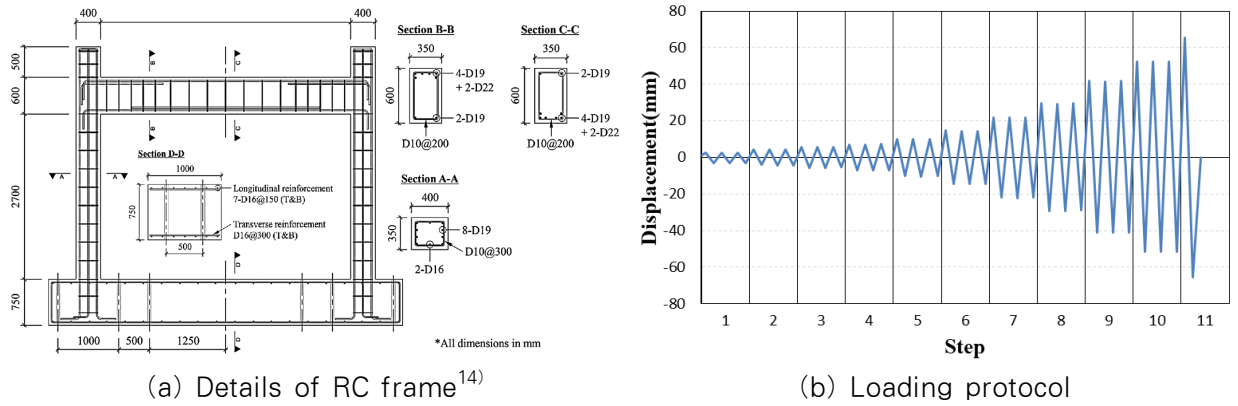 400
400
500
600
2700
750
B
C
B
C
A
A
D
D
Section D-D
1000
750
500
Longitudinal reinforcement
7-D16@150 (T&B)
Transverse reinforcement
D16@300 (T&B)
1000
500
1250
Section B-B
350
600
4-D19
+ 2-D22
2-D19
D10@200
Section C-C
350
600
2-D19
4-D19
+ 2-D22
D10@200
Section A-A
400
350
8-D19
D10@300
2-D16
*All dimensions in mm
(a) Details of RC frame14)
Displacement(mm)
80
60
40
20
0
-20
-40
-60
-80
1 2 3 4 5 6 7 8 9 10 11
Step
(b) Loading protocol